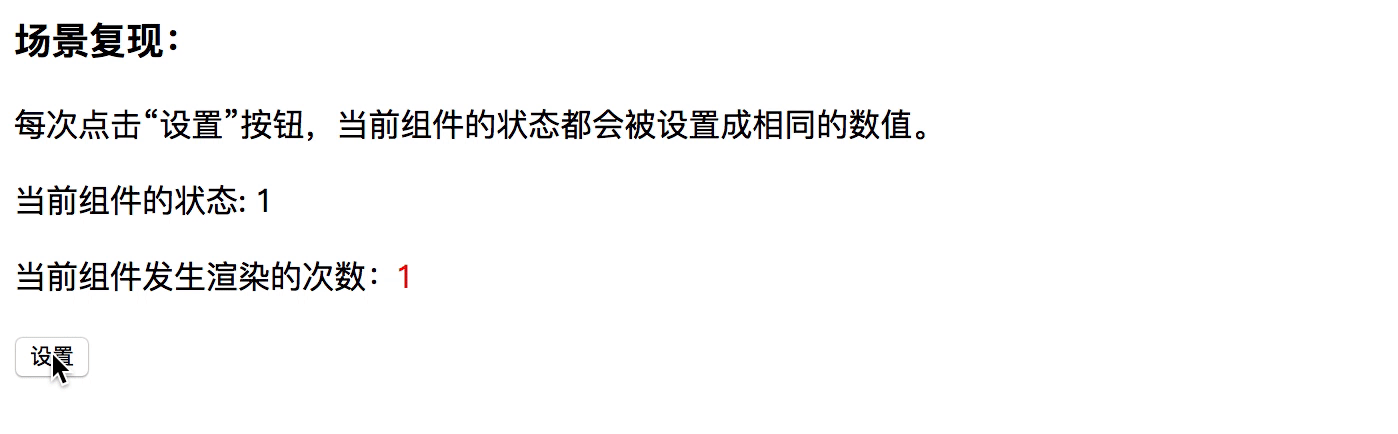 场景复现：
每次点击“设置”按钮，当前组件的状态都会被设置成相同的数值。
当前组件的状态: 1
当前组件发生渲染的次数：1
设置